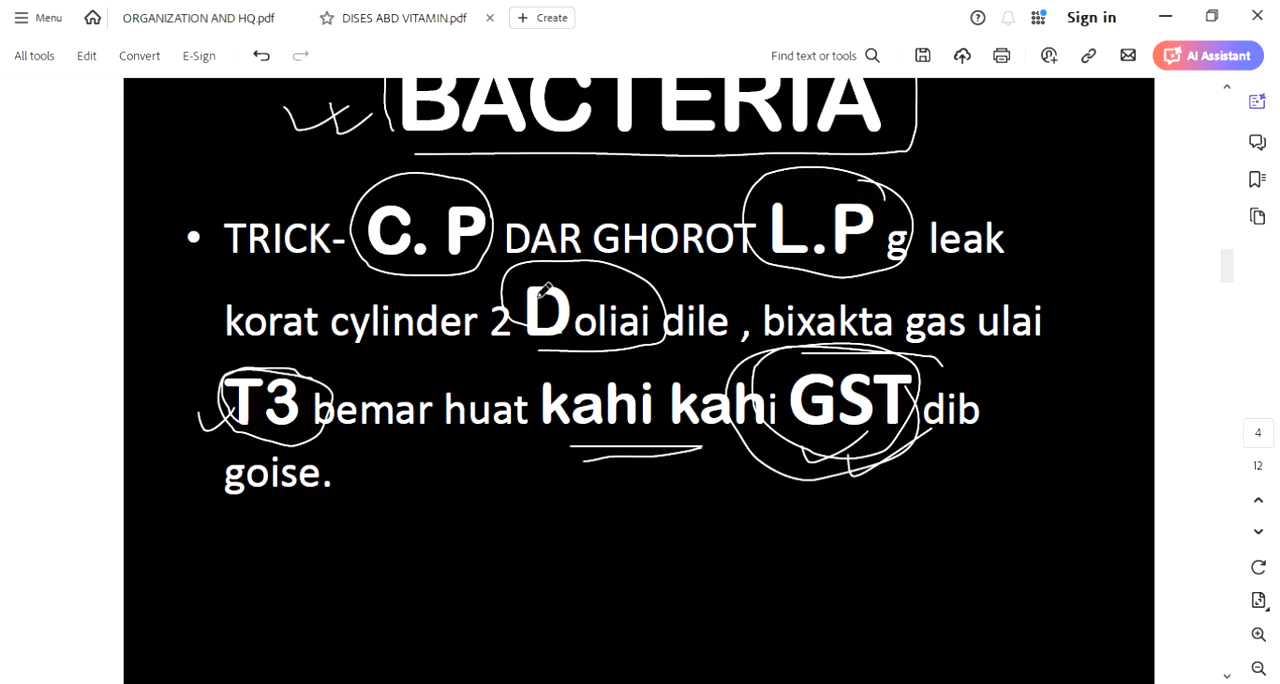 Menu ORGANIZATION AND HQ.pdf DISES ABD VITAMIN.pdf Create Sign in
All tools Edit Convert E-Sign Find text or tools AI Assistant
BACTERIA
• TRICK- C. P DAR GHOROT L.P g leak
korat cylinder 2 Doliai dile , bixakta gas ulai
T3 bemar huat kahi kahi GST dib
goise.
4
12